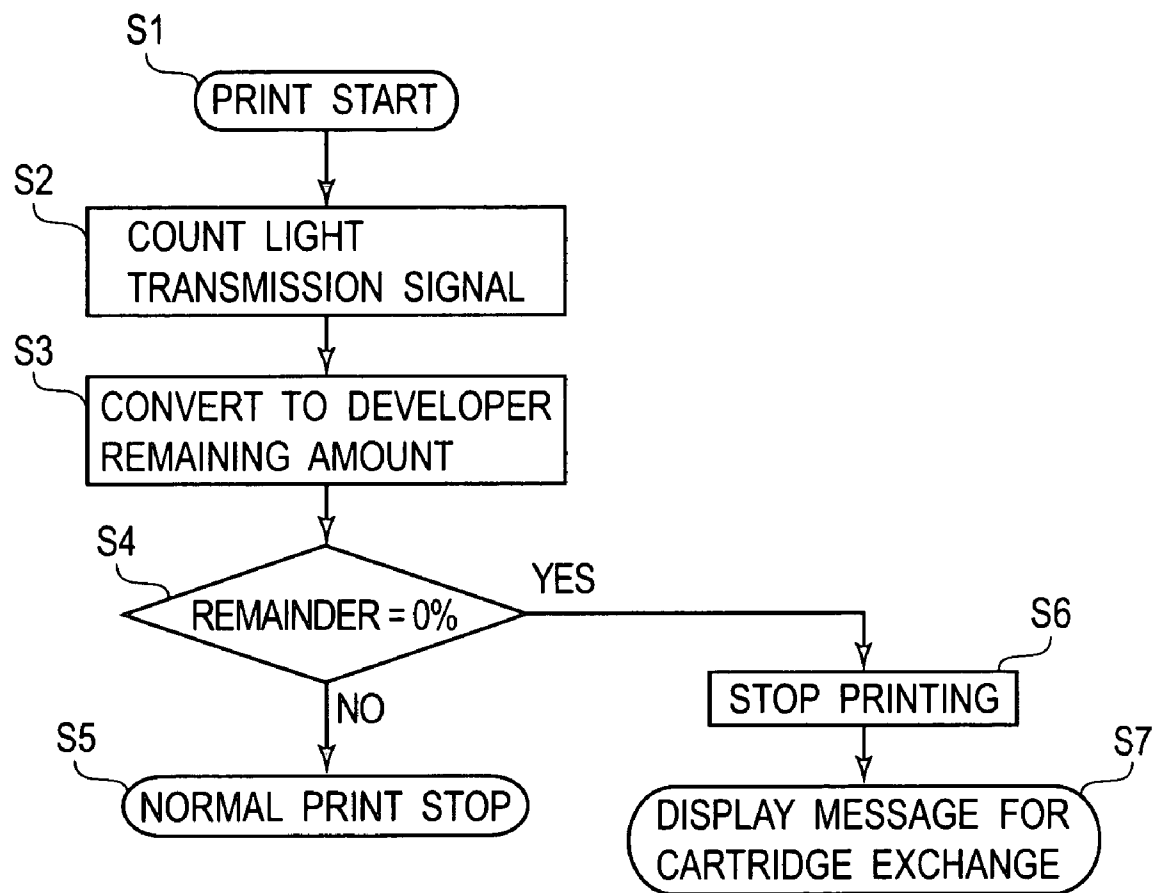 S1
PRINT START
S2
COUNT LIGHT
TRANSMISSION SIGNAL
S3
CONVERT TO DEVELOPER
REMAINING AMOUNT
S4
REMAINDER = 0%
YES
NO
S5
NORMAL PRINT STOP
S6
STOP PRINTING
S7
DISPLAY MESSAGE FOR
CARTRIDGE EXCHANGE